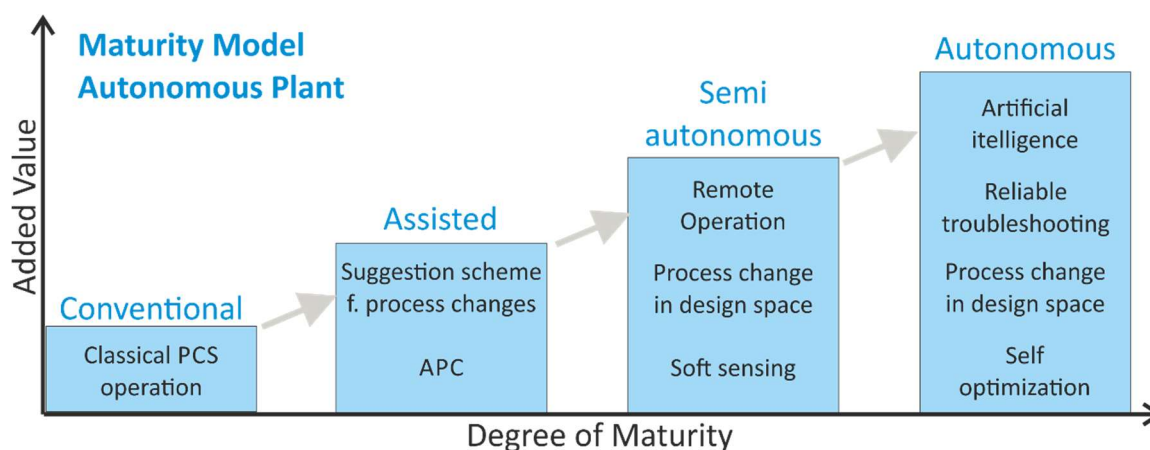 Maturity Model
Autonomous Plant
Added Value
Conventional
Classical PCS
operation
Assisted
Suggestion scheme
f. process changes
APC
Semi
autonomous
Remote
Operation
Process change
in design space
Soft sensing
Autonomous
Artificial
itelligence
Reliable
troubleshooting
Process change
in design space
Self
optimization
Degree of Maturity